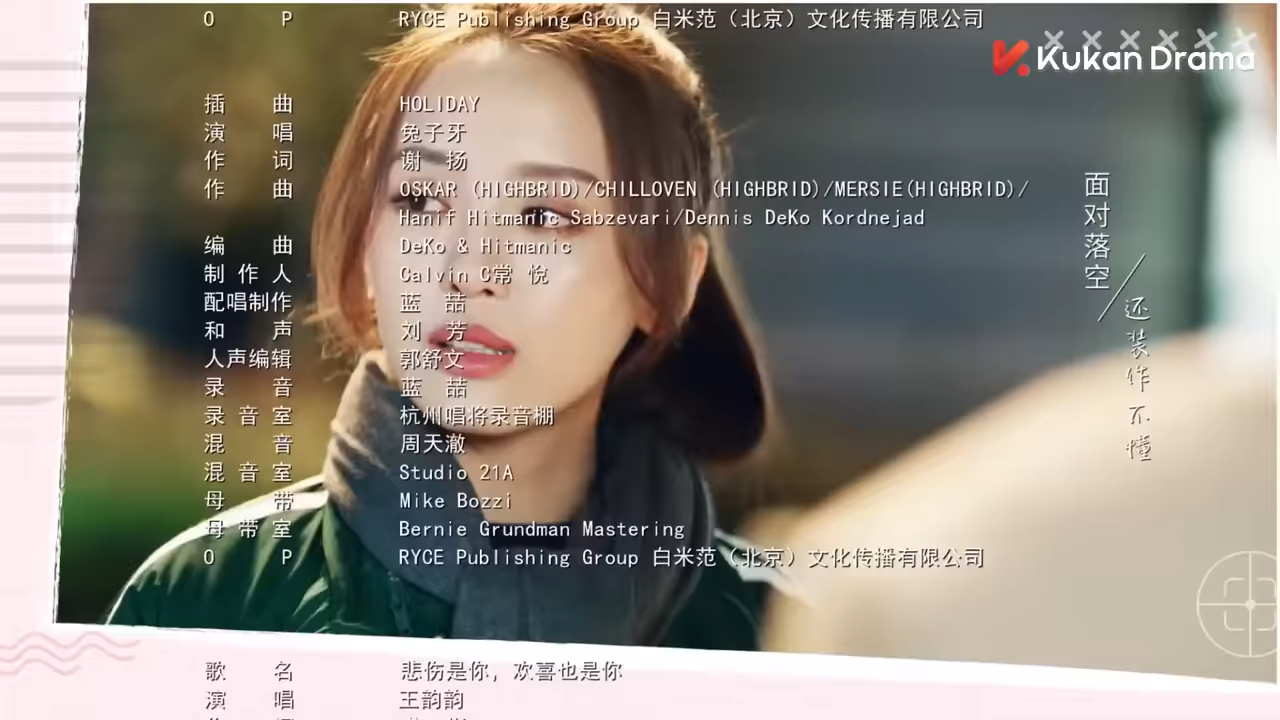 O P RYCE Publishing Group 白米范（北京）文化传播有限公司
Kukan Drama
插 曲 HOLIDAY
演 唱 兔子牙
作 词 谢 扬
作 曲 OSKAR (HIGHBRID)/CHILLOVEN (HIGHBRID)/MERSIE(HIGHBRID)/
Hanif Hitmanic Sabzevari/Dennis DeKo Kordnejad
编 曲 DeKo & Hitmanic
制 作 人 Calvin C常 悦
配唱制作 蓝 喆
和 声 刘 芳
人声编辑 郭舒文
录 音 蓝 喆
录 音 室 杭州唱将录音棚
混 音 周天澈
混 音 室 Studio 21A
母 带 Mike Bozzi
母 带 室 Bernie Grundman Mastering
O P RYCE Publishing Group 白米范（北京）文化传播有限公司
面对落空
还装作不懂
歌 名 悲伤是你，欢喜也是你
演 唱 王韵韵